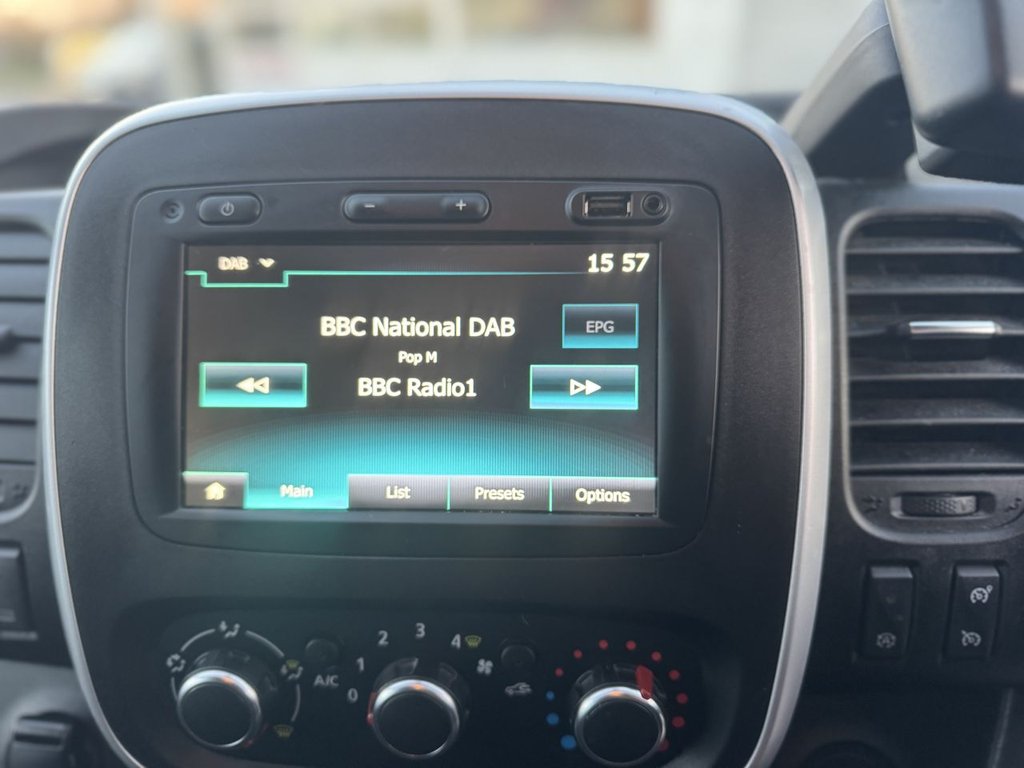 − +
DAB 15 57
BBC National DAB
EPG
Pop M
BBC Radio1
Main List Presets Options
0 1 2 3 4
A/C